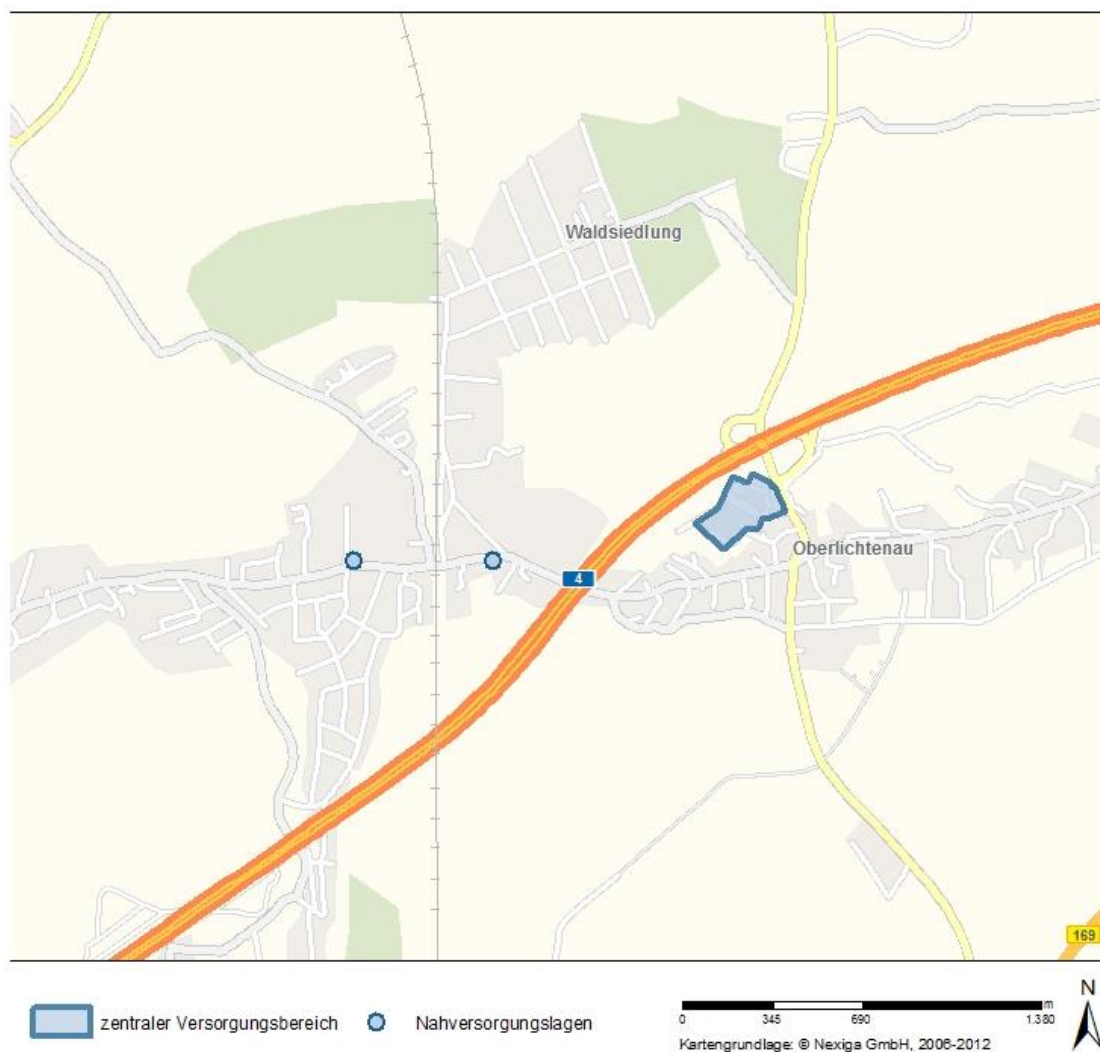 Waldsiedlung
Oberlichtenau
4
169
N
zentraler Versorgungsbereich
Nahversorgungslagen
m
0 345 690 1.380
Kartengrundlage: © Nexiga GmbH, 2006-2012